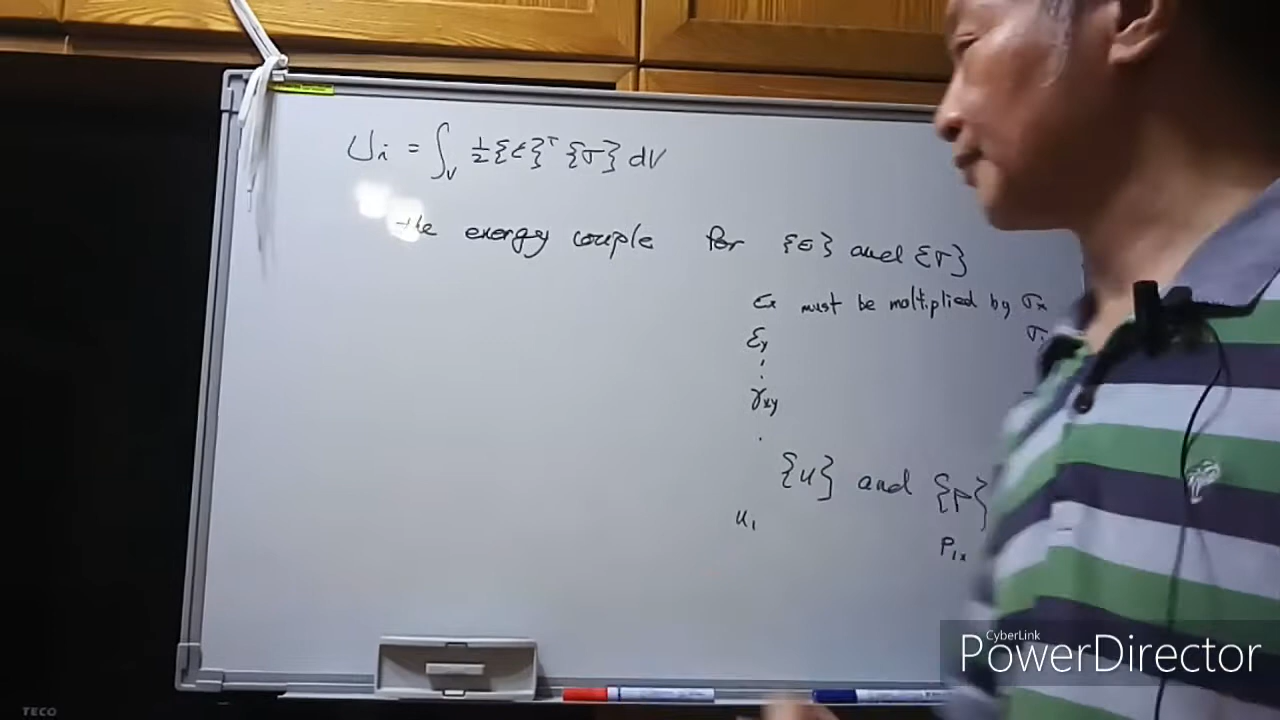 Ui = ∫V ½{ε}ᵀ{σ} dV
the energy couple for {ε} and {σ}
εx must be moltiplied by σx
εy
:
γxy
.
{u} and {P}
u1
P1x
CyberLink
PowerDirector
TECO